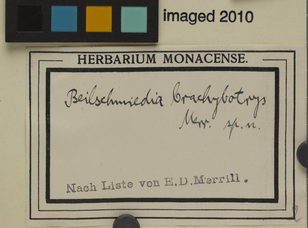 imaged 2010
HERBARIUM MONACENSE.
Beilschmiedia brachybotrys
Merr. sp. n.
Nach Liste von E.D.Merrill.